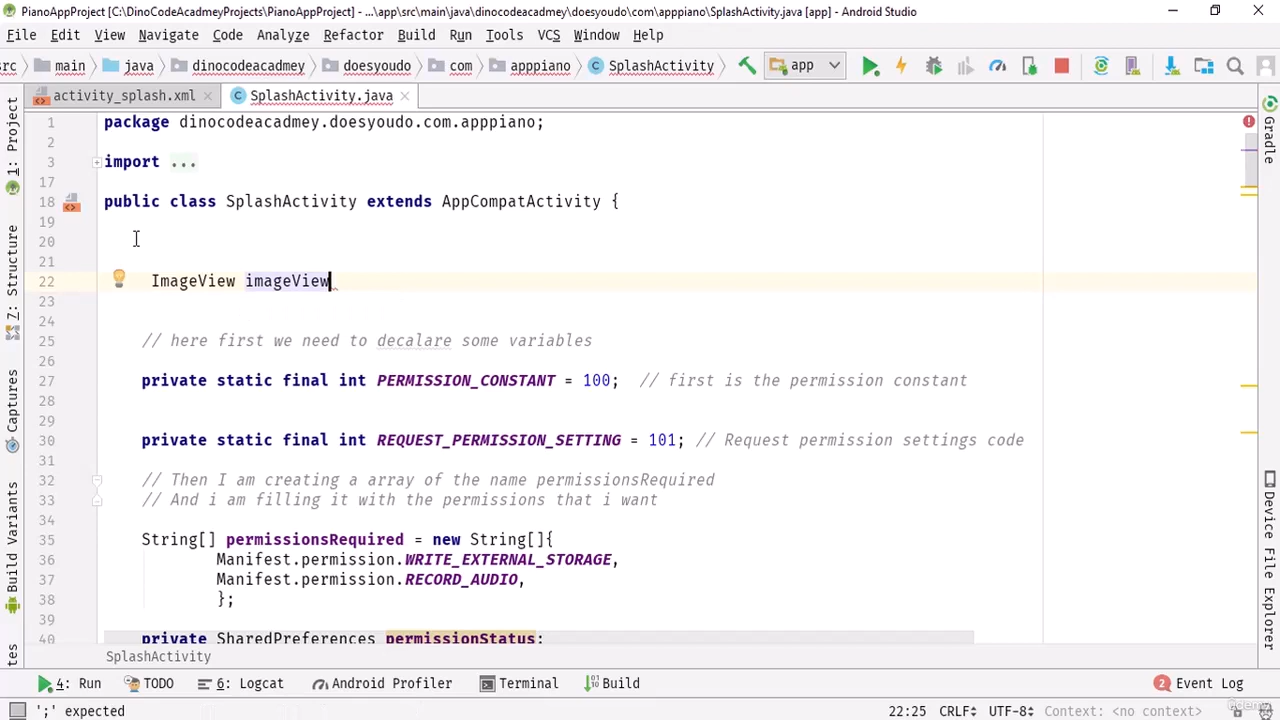 PianoAppProject [C:\DinoCodeAcadmeyProjects\PianoAppProject] - ...\app\src\main\java\dinocodeacadmey\doesyoudo\com\apppiano\SplashActivity.java [app] - Android Studio
File Edit View Navigate Code Analyze Refactor Build Run Tools VCS Window Help
src main java dinocodeacadmey doesyoudo com apppiano SplashActivity app
activity_splash.xml SplashActivity.java
1 package dinocodeacadmey.doesyoudo.com.apppiano;
2
3 import ...
17
18 public class SplashActivity extends AppCompatActivity {
19
20
21
22 ImageView imageView
23
24
25 // here first we need to decalare some variables
26
27 private static final int PERMISSION_CONSTANT = 100; // first is the permission constant
28
29
30 private static final int REQUEST_PERMISSION_SETTING = 101; // Request permission settings code
31
32 // Then I am creating a array of the name permissionsRequired
33 // And i am filling it with the permissions that i want
34
35 String[] permissionsRequired = new String[]{
36 Manifest.permission.WRITE_EXTERNAL_STORAGE,
37 Manifest.permission.RECORD_AUDIO,
38 };
39
40 private SharedPreferences permissionStatus;
SplashActivity
1: Project
7: Structure
Captures
Build Variants
tes
Gradle
Device File Explorer
4: Run TODO 6: Logcat Android Profiler Terminal Build 2 Event Log
';' expected 22:25 CRLF UTF-8 Context: <no context>